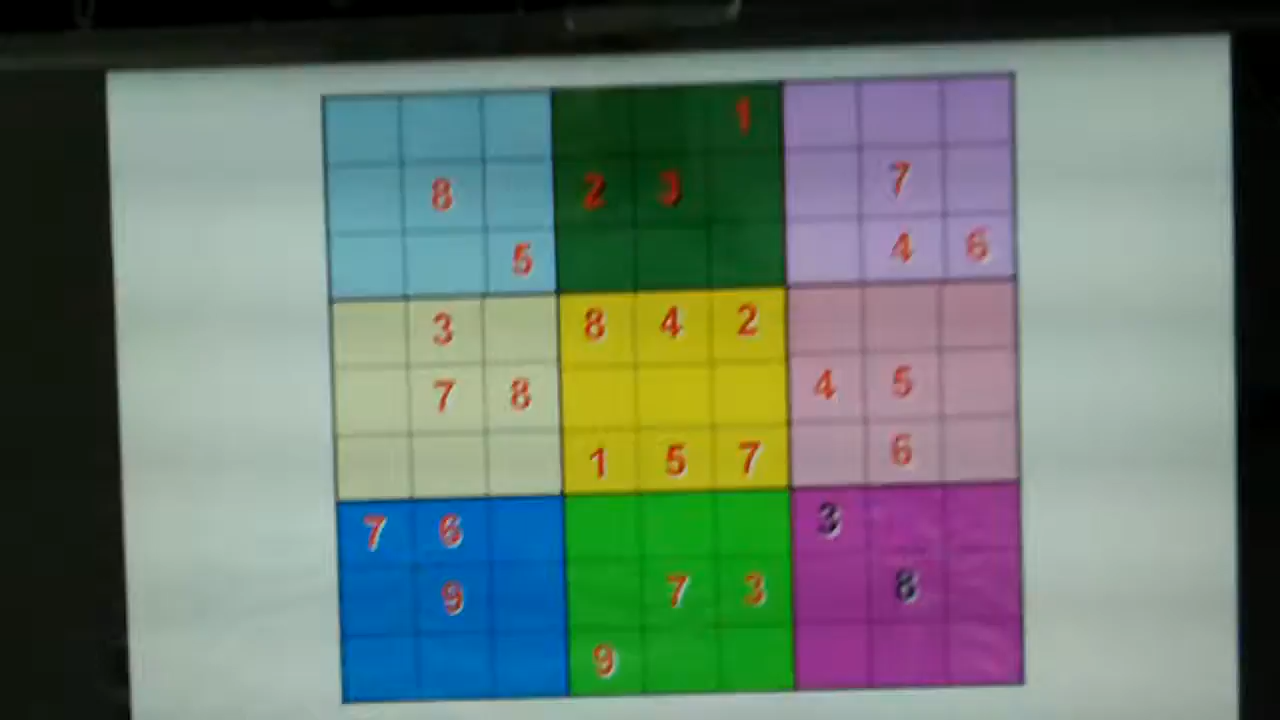 1
8 2 3 7
5 4 6
3 8 4 2
7 8 4 5
1 5 7 6
7 6 3
9 7 3 8
9